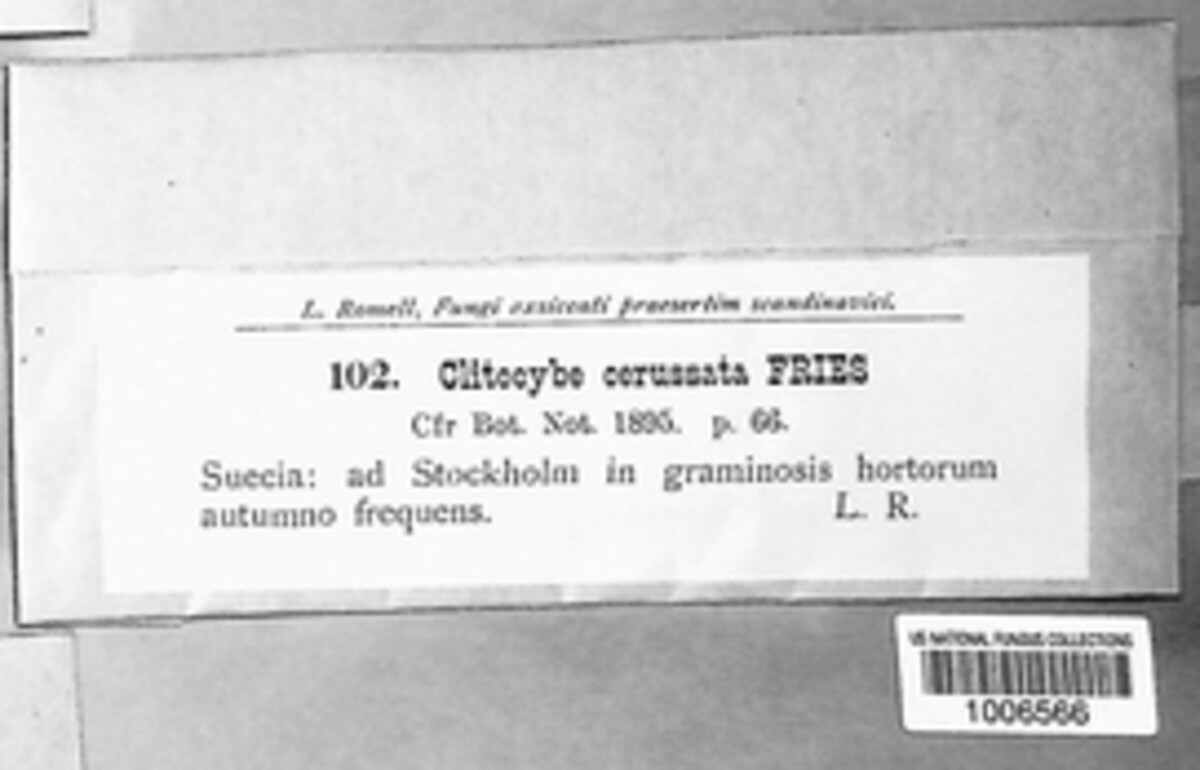 L. Romell, Fungi exsiccati praesertim scandinavici.
102. Clitocybe cerussata FRIES
Cfr Bot. Not. 1895. p. 66.
Suecia: ad Stockholm in graminosis hortorum
autumno frequens. L. R.
US NATIONAL FUNGUS COLLECTIONS
1006566